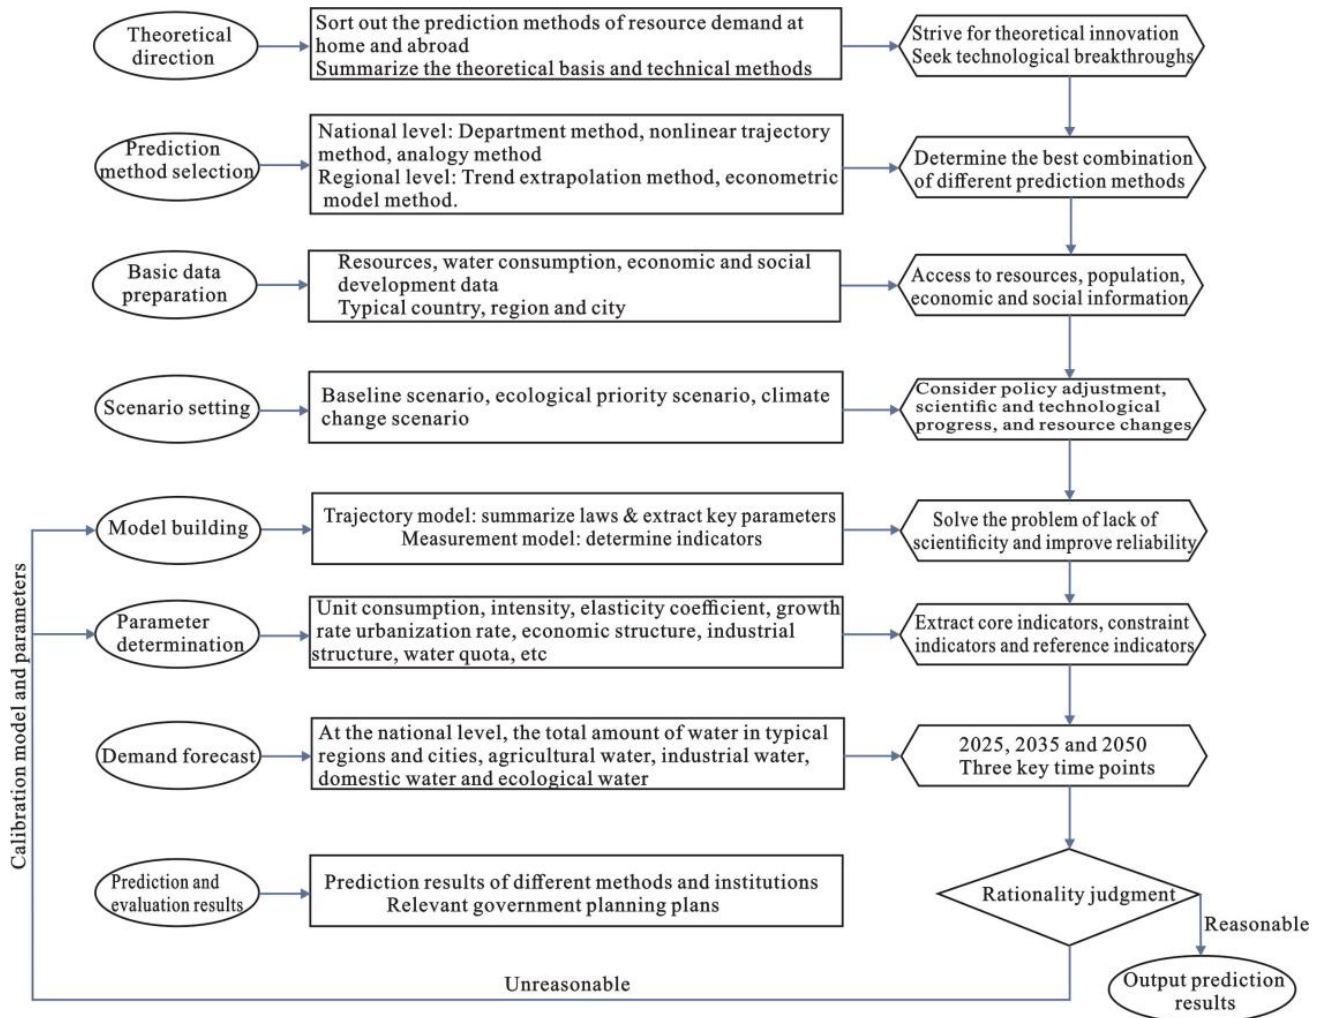 Theoretical
direction
Sort out the prediction methods of resource demand at
home and abroad
Summarize the theoretical basis and technical methods
Strive for theoretical innovation
Seek technological breakthroughs
Prediction
method selection
National level: Department method, nonlinear trajectory
method, analogy method
Regional level: Trend extrapolation method, econometric
model method.
Determine the best combination
of different prediction methods
Basic data
preparation
Resources, water consumption, economic and social
development data
Typical country, region and city
Access to resources, population,
economic and social information
Scenario setting
Baseline scenario, ecological priority scenario, climate
change scenario
Consider policy adjustment,
scientific and technological
progress, and resource changes
Model building
Trajectory model: summarize laws & extract key parameters
Measurement model: determine indicators
Solve the problem of lack of
scientificity and improve reliability
Parameter
determination
Unit consumption, intensity, elasticity coefficient, growth
rate urbanization rate, economic structure, industrial
structure, water quota, etc
Extract core indicators, constraint
indicators and reference indicators
Demand forecast
At the national level, the total amount of water in typical
regions and cities, agricultural water, industrial water,
domestic water and ecological water
2025, 2035 and 2050
Three key time points
Prediction and
evaluation results
Prediction results of different methods and institutions
Relevant government planning plans
Rationality judgment
Reasonable
Output prediction
results
Unreasonable
Calibration model and parameters